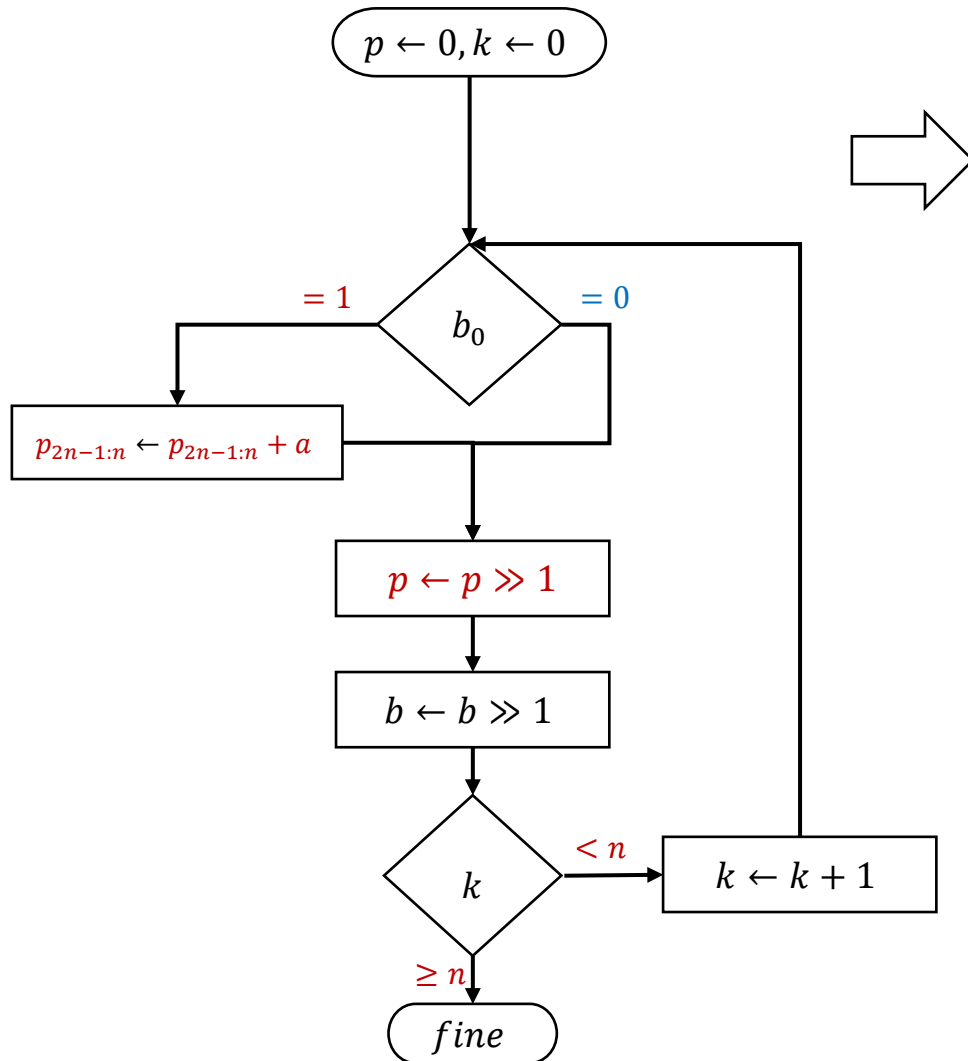 p ← 0, k ← 0
= 1
= 0
b₀
p₂ₙ₋₁:ₙ ← p₂ₙ₋₁:ₙ + a
p ← p ≫ 1
b ← b ≫ 1
< n
k
k ← k + 1
≥ n
fine